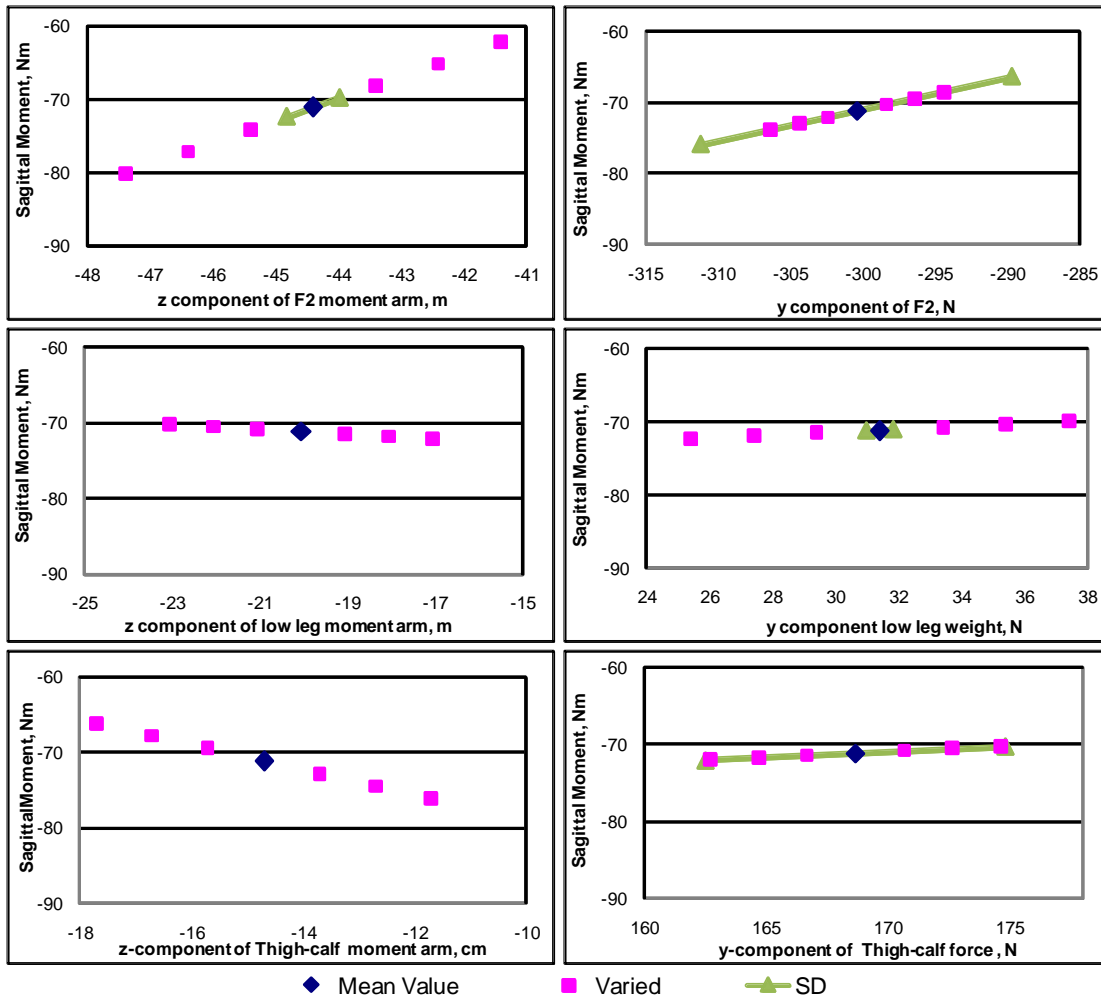 -60
-70
-80
-90
Sagittal Moment, Nm
-48 -47 -46 -45 -44 -43 -42 -41
z component of F2 moment arm, m
-60
-70
-80
-90
Sagittal Moment, Nm
-315 -310 -305 -300 -295 -290 -285
y component of F2, N
-60
-70
-80
-90
Sagittal Moment, Nm
-25 -23 -21 -19 -17 -15
z component of low leg moment arm, m
-60
-70
-80
-90
Sagittal Moment, Nm
24 26 28 30 32 34 36 38
y component low leg weight, N
-60
-70
-80
-90
SagittalMoment, Nm
-18 -16 -14 -12 -10
z-component of Thigh-calf moment arm, cm
-60
-70
-80
-90
Sagittal Moment, Nm
160 165 170 175
y-component of Thigh-calf force , N
Mean Value Varied SD